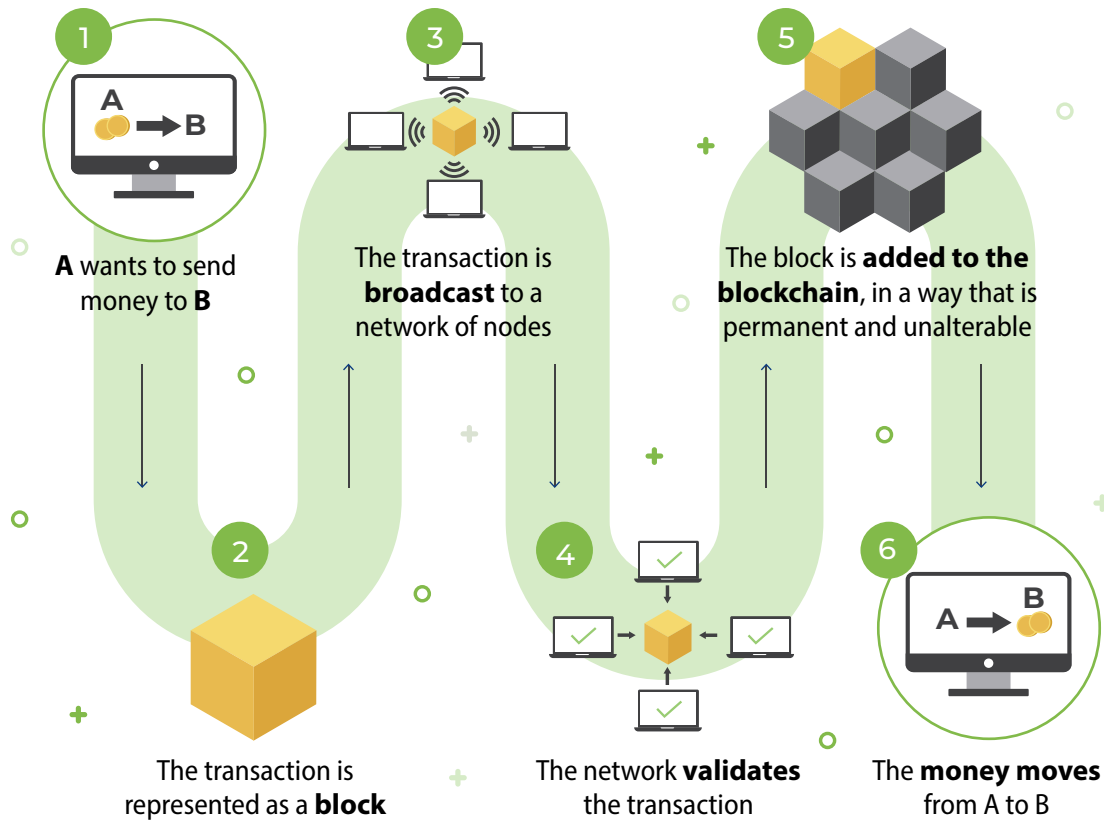 1
A
B
A wants to send
money to B
2
The transaction is
represented as a block
3
The transaction is
broadcast to a
network of nodes
4
The network validates
the transaction
5
The block is added to the
blockchain, in a way that is
permanent and unalterable
6
A
B
The money moves
from A to B